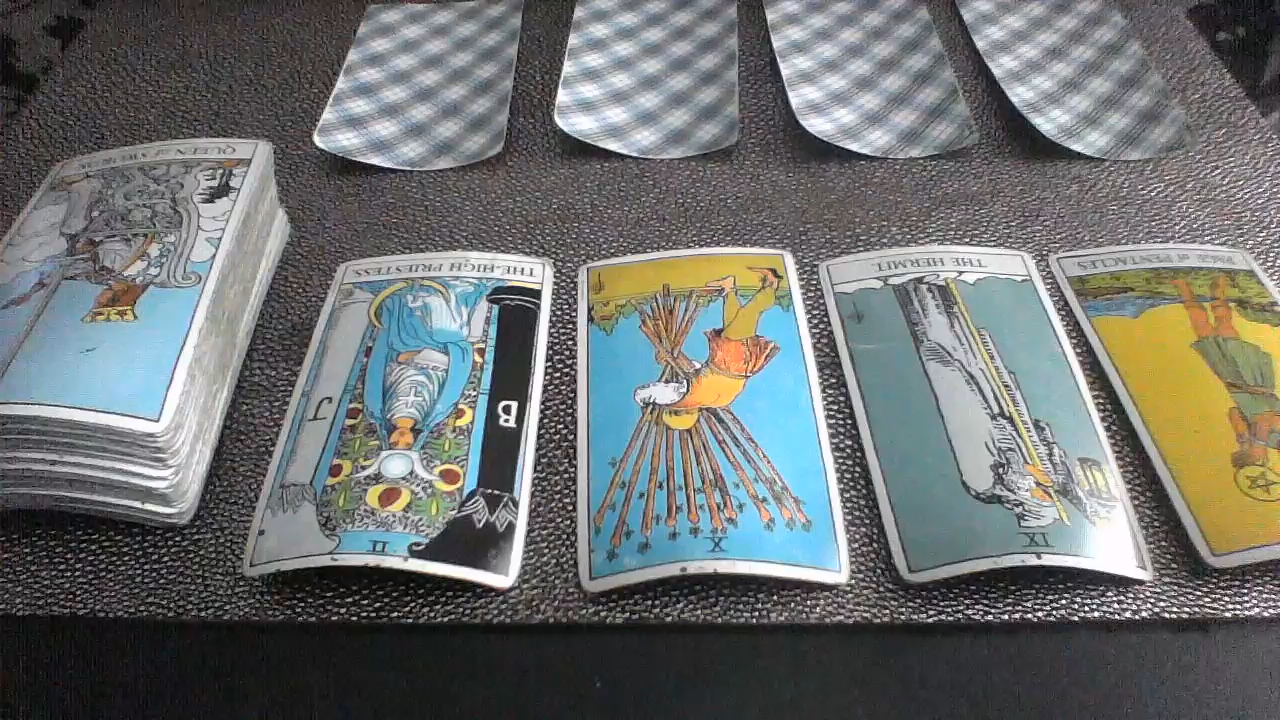 QUEEN of SWORDS
THE HIGH PRIESTESS
J
B
II
X
THE HERMIT.
IX
PAGE of PENTACLES